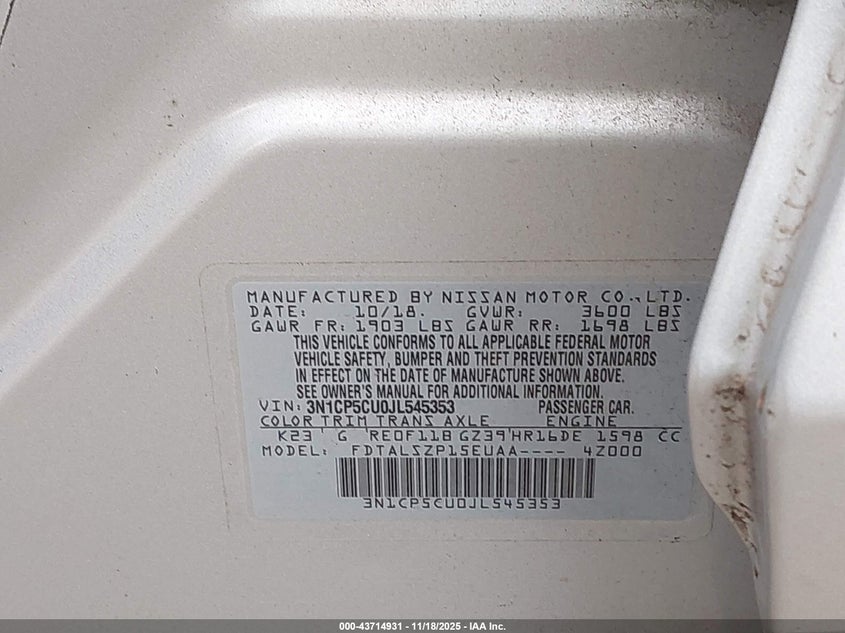 MANUFACTURED BY NISSAN MOTOR CO.,LTD.
DATE: 10/18. GVWR: 3600 LBS
GAWR FR: 1903 LBS GAWR RR: 1698 LBS
THIS VEHICLE CONFORMS TO ALL APPLICABLE FEDERAL MOTOR
VEHICLE SAFETY, BUMPER AND THEFT PREVENTION STANDARDS
IN EFFECT ON THE DATE OF MANUFACTURE SHOWN ABOVE.
SEE OWNER'S MANUAL FOR ADDITIONAL INFORMATION.
VIN: 3N1CP5CU0JL545353 PASSENGER CAR.
COLOR TRIM TRANS AXLE ENGINE
K23 G RE0F11B GZ39 HR16DE 1598 CC
MODEL: FDTALSZP15EUAA---- 4Z000
3N1CP5CU0JL545353
000-43714931 - 11/18/2025 - IAA Inc.